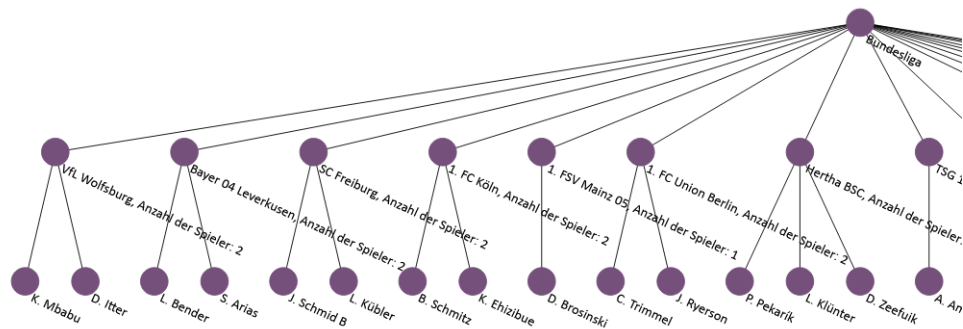 Bundesliga
VfL Wolfsburg, Anzahl der Spieler: 2
Bayer 04 Leverkusen, Anzahl der Spieler: 2
SC Freiburg, Anzahl der Spieler: 2
1. FC Köln, Anzahl der Spieler: 2
1. FSV Mainz 05, Anzahl der Spieler: 1
1. FC Union Berlin, Anzahl der Spieler: 2
Hertha BSC, Anzahl der Spieler:
TSG 1
K. Mbabu
D. Itter
L. Bender
S. Arias
J. Schmid B
L. Kübler
B. Schmitz
K. Ehizibue
D. Brosinski
C. Trimmel
J. Ryerson
P. Pekarík
L. Klünter
D. Zeefuik
A.